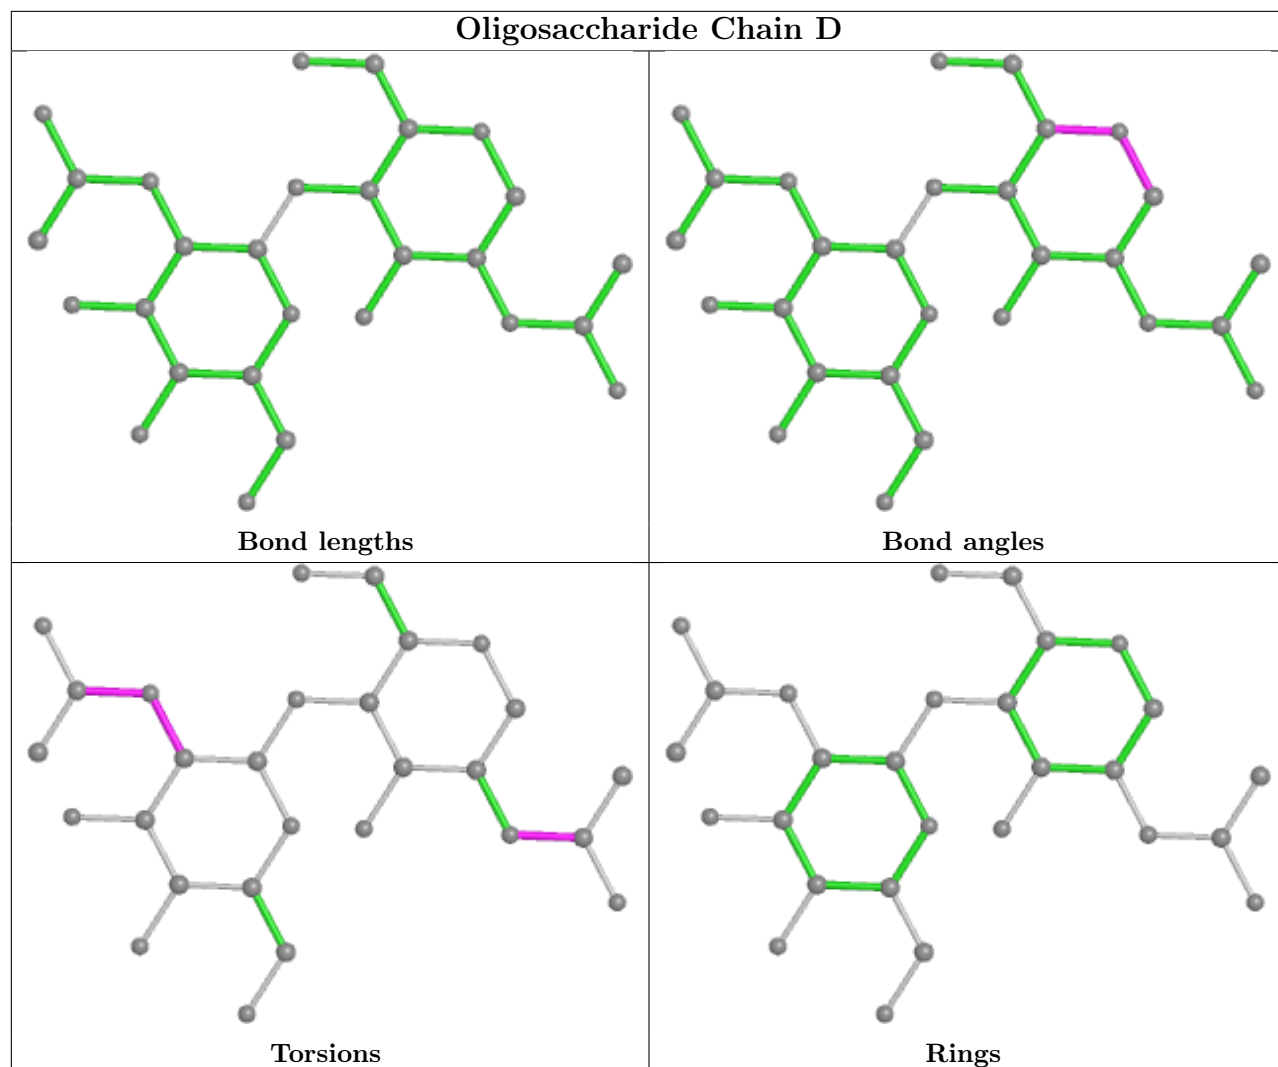 Oligosaccharide Chain D
Bond lengths
Bond angles
Torsions
Rings